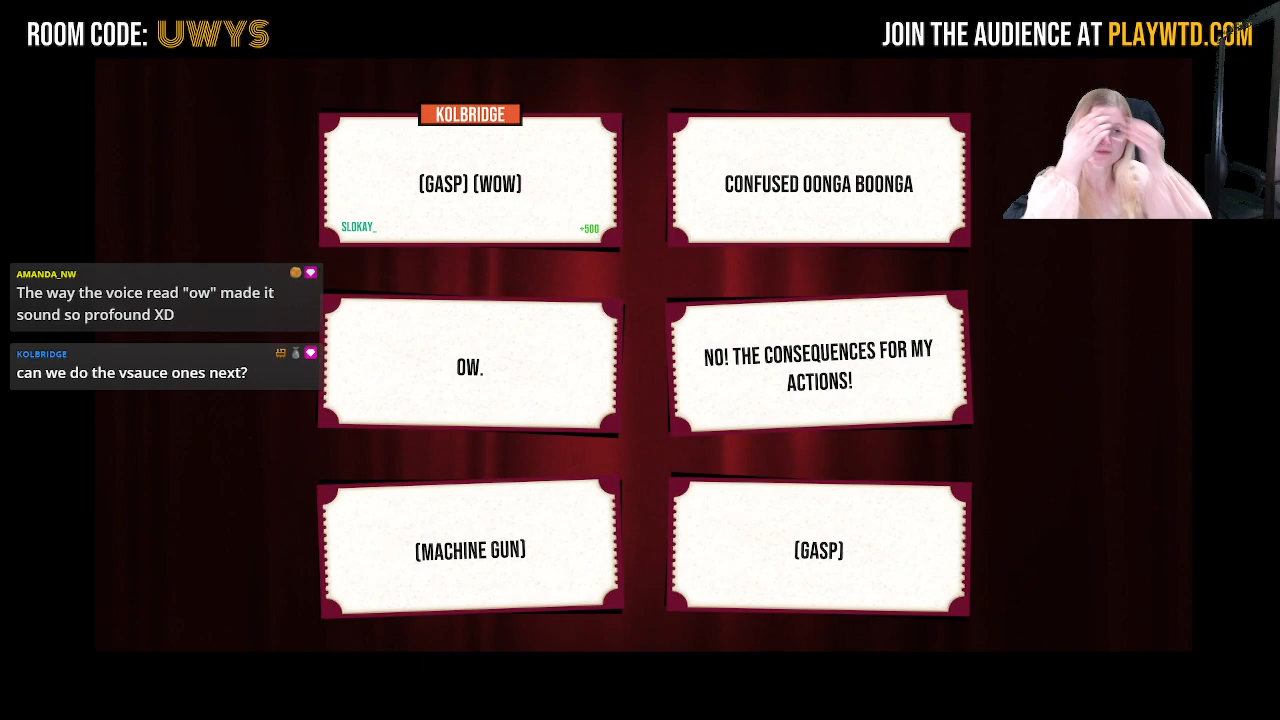 ROOM CODE: UWYS
JOIN THE AUDIENCE AT PLAYWTD.COM
KOLBRIDGE
(GASP) (WOW)
SLOKAY_
+500
CONFUSED OONGA BOONGA
AMANDA_NW
The way the voice read "ow" made it
sound so profound XD
KOLBRIDGE
can we do the vsauce ones next?
OW.
NO! THE CONSEQUENCES FOR MY
ACTIONS!
(MACHINE GUN)
(GASP)